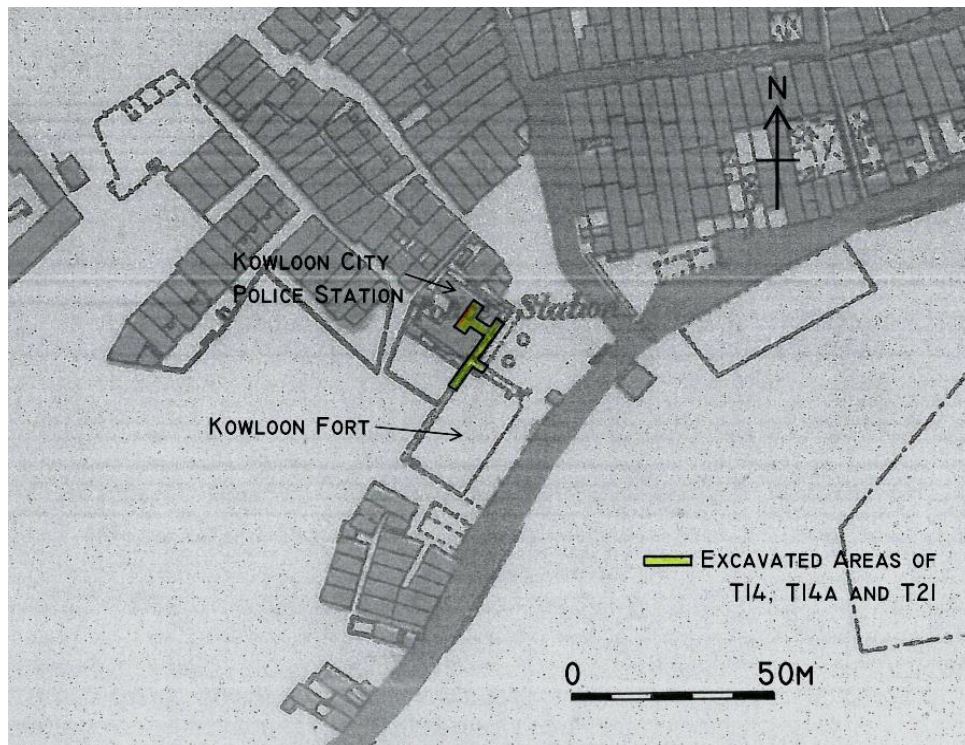 N
Kowloon City
Police Station
Station
Kowloon Fort
Excavated Areas of
T14, T14A and T21
0 50m